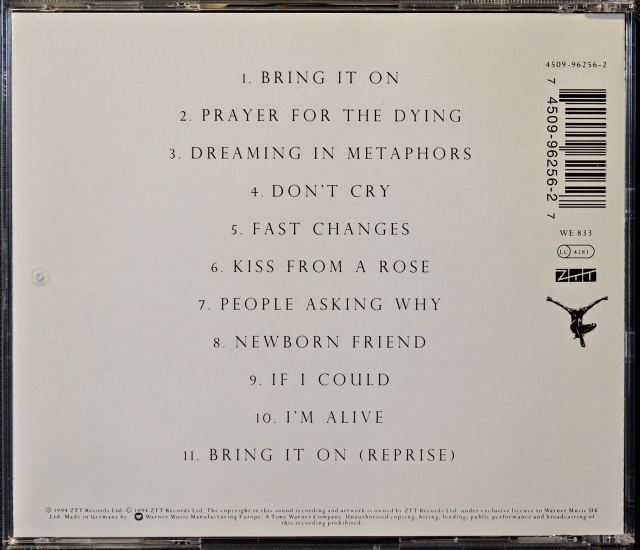 4509-96256-2
1. BRING IT ON
2. PRAYER FOR THE DYING
3. DREAMING IN METAPHORS
4. DON'T CRY
5. FAST CHANGES
6. KISS FROM A ROSE
7. PEOPLE ASKING WHY
8. NEWBORN FRIEND
9. IF I COULD
10. I'M ALIVE
11. BRING IT ON (REPRISE)
7 4509-96256-2 7
WE 833
LC 4281
ZTT
℗ 1994 ZTT Records Ltd. © 1994 ZTT Records Ltd. The copyright in this sound recording and artwork is owned by ZTT Records Ltd. under exclusive licence to Warner Music UK
Ltd. Made in Germany by Warner Music Manufacturing Europe. A Time Warner Company. Unauthorised copying, hiring, lending, public performance and broadcasting of
this recording prohibited.